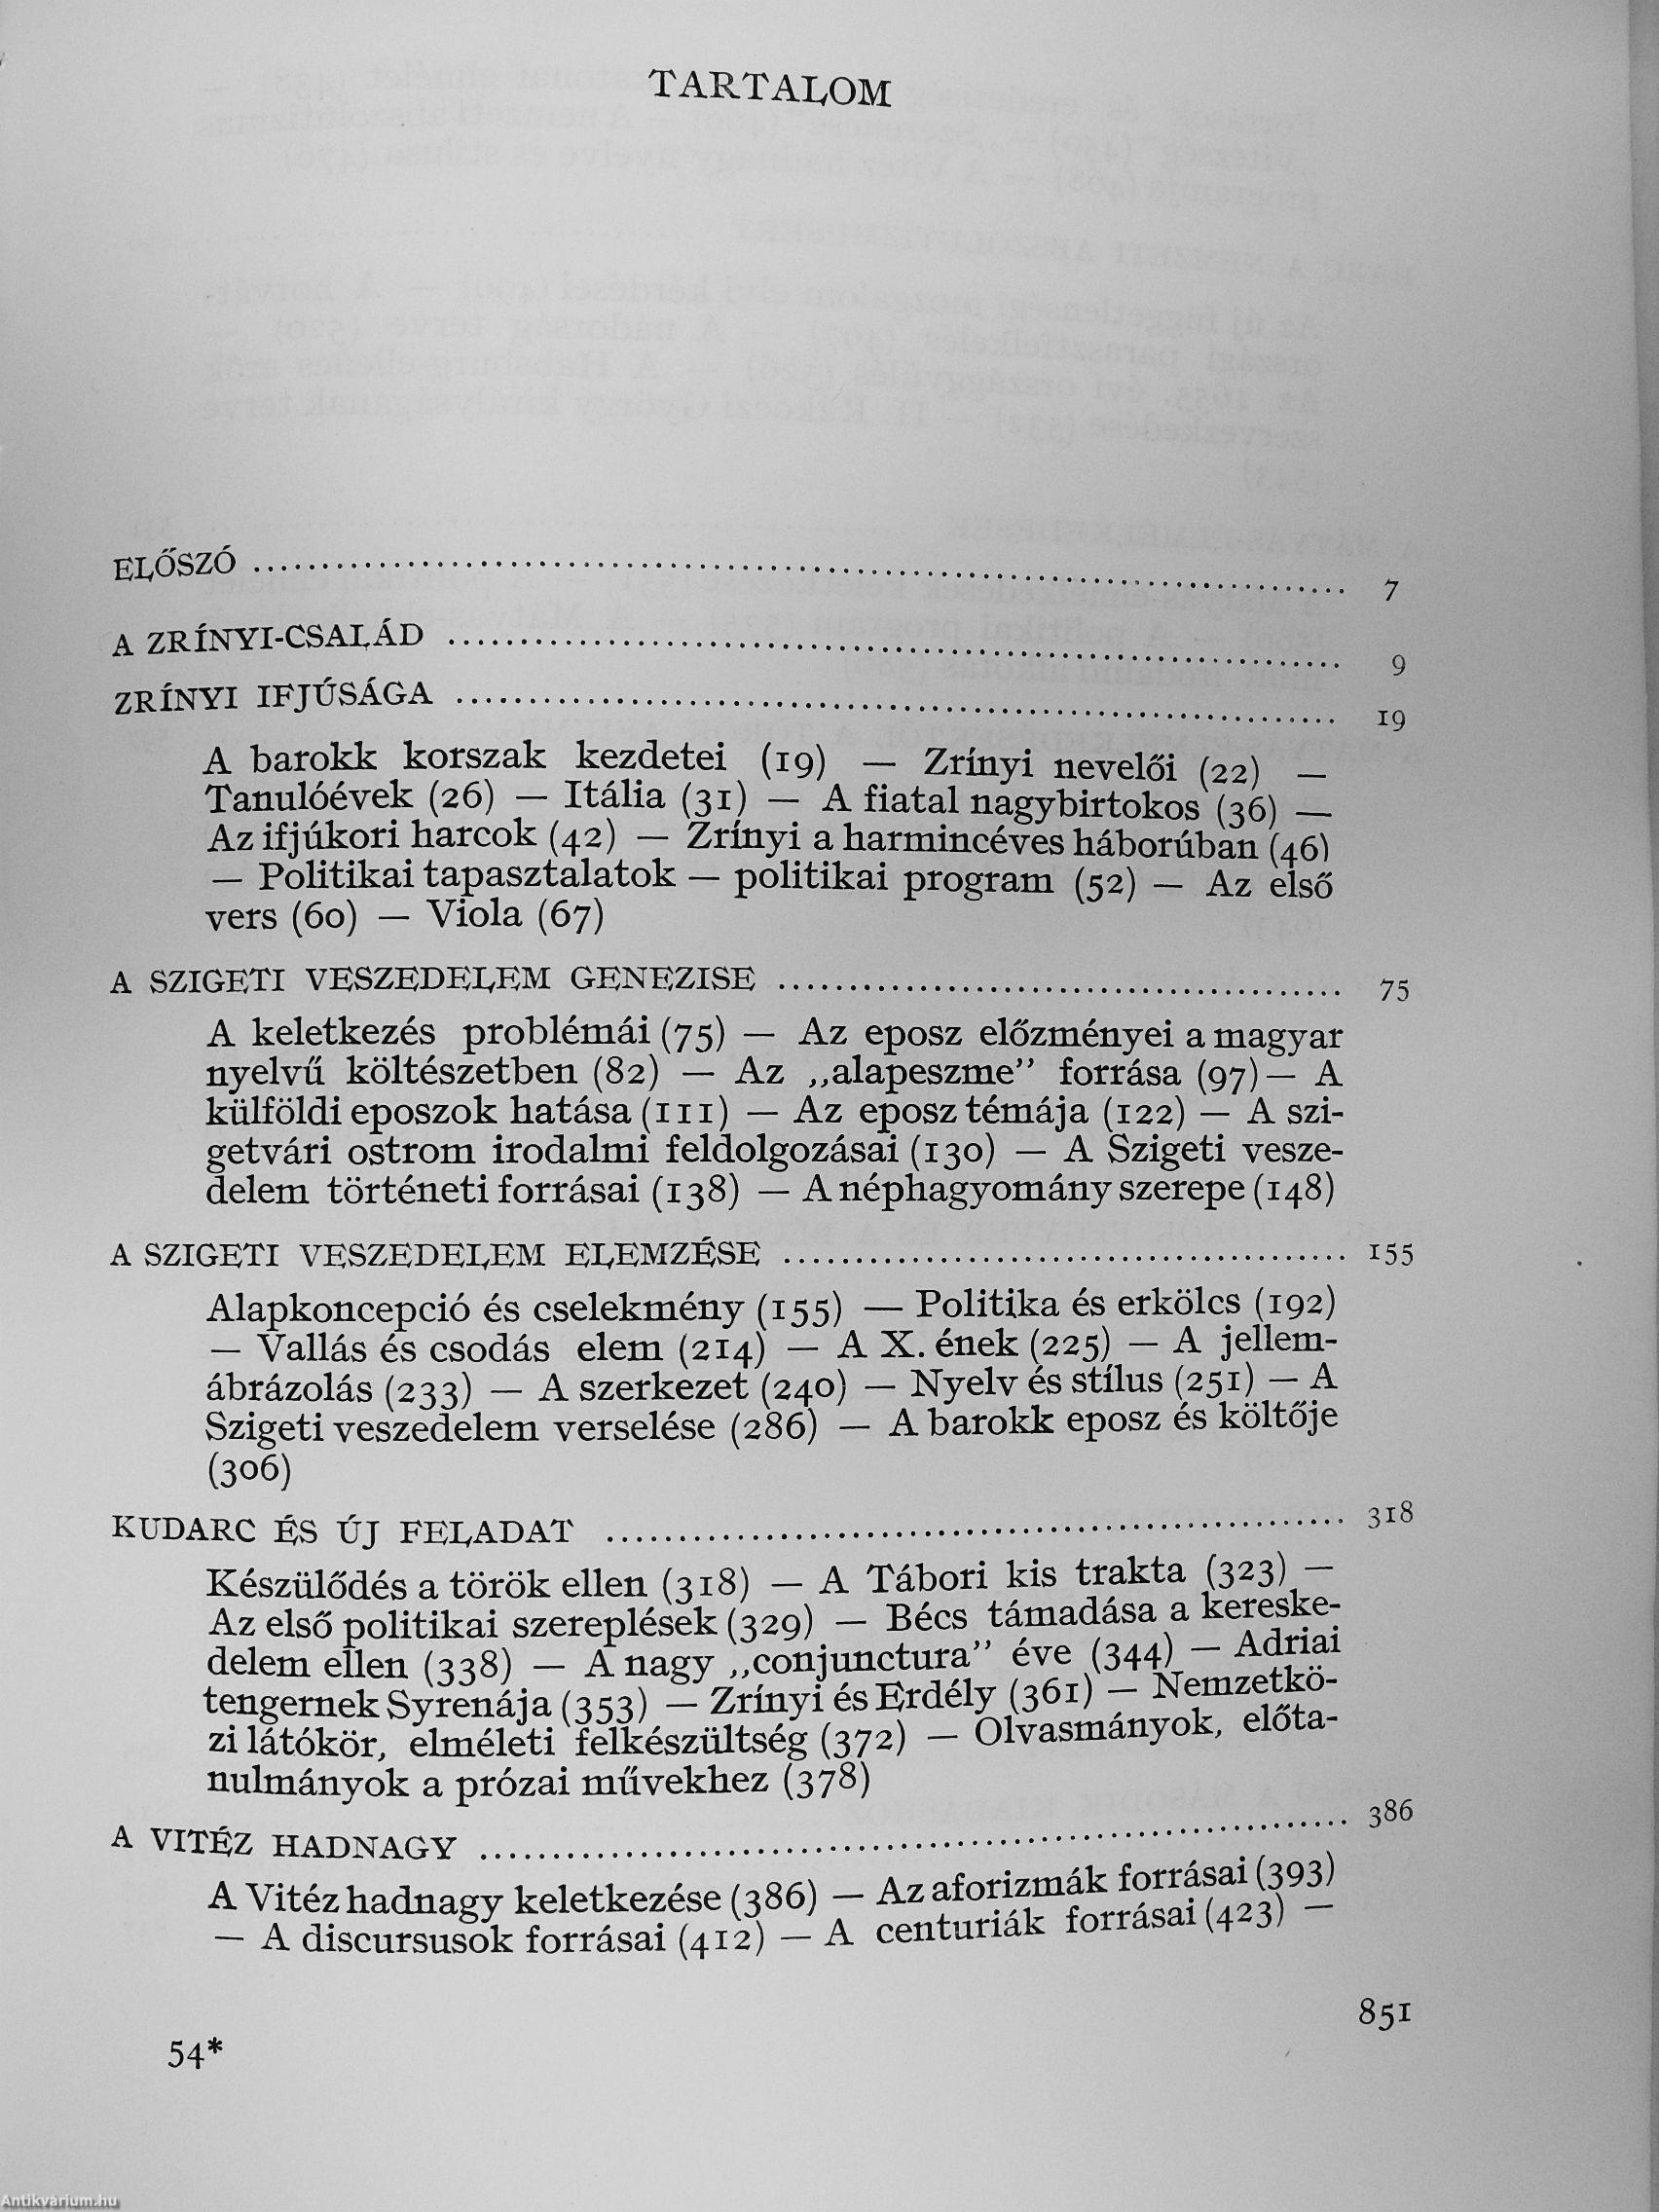 TARTALOM
ELŐSZÓ ........ 7
A ZRÍNYI-CSALÁD ........ 9
ZRÍNYI IFJÚSÁGA ........ 19
A barokk korszak kezdetei (19) — Zrínyi nevelői (22) —
Tanulóévek (26) — Itália (31) — A fiatal nagybirtokos (36) —
Az ifjúkori harcok (42) — Zrínyi a harmincéves háborúban (46)
— Politikai tapasztalatok — politikai program (52) — Az első
vers (60) — Viola (67)
A SZIGETI VESZEDELEM GENEZISE ........ 75
A keletkezés problémái (75) — Az eposz előzményei a magyar
nyelvű költészetben (82) — Az „alapeszme” forrása (97) — A
külföldi eposzok hatása (111) — Az eposz témája (122) — A szi-
getvári ostrom irodalmi feldolgozásai (130) — A Szigeti vesze-
delem történeti forrásai (138) — A néphagyomány szerepe (148)
A SZIGETI VESZEDELEM ELEMZÉSE ........ 155
Alapkoncepció és cselekmény (155) — Politika és erkölcs (192)
— Vallás és csodás elem (214) — A X. ének (225) — A jellem-
ábrázolás (233) — A szerkezet (240) — Nyelv és stílus (251) — A
Szigeti veszedelem verselése (286) — A barokk eposz és költője
(306)
KUDARC ÉS ÚJ FELADAT ........ 318
Készülődés a török ellen (318) — A Tábori kis trakta (323) —
Az első politikai szereplések (329) — Bécs támadása a kereske-
delem ellen (338) — A nagy „conjunctura” éve (344) — Adriai
tengernek Syrenája (353) — Zrínyi és Erdély (361) — Nemzetkö-
zi látókör, elméleti felkészültség (372) — Olvasmányok, előta-
nulmányok a prózai művekhez (378)
A VITÉZ HADNAGY ........ 386
A Vitéz hadnagy keletkezése (386) — Az aforizmák forrásai (393)
— A discursusok forrásai (412) — A centuriák forrásai (423) —
851
54*
Antikvárium.hu